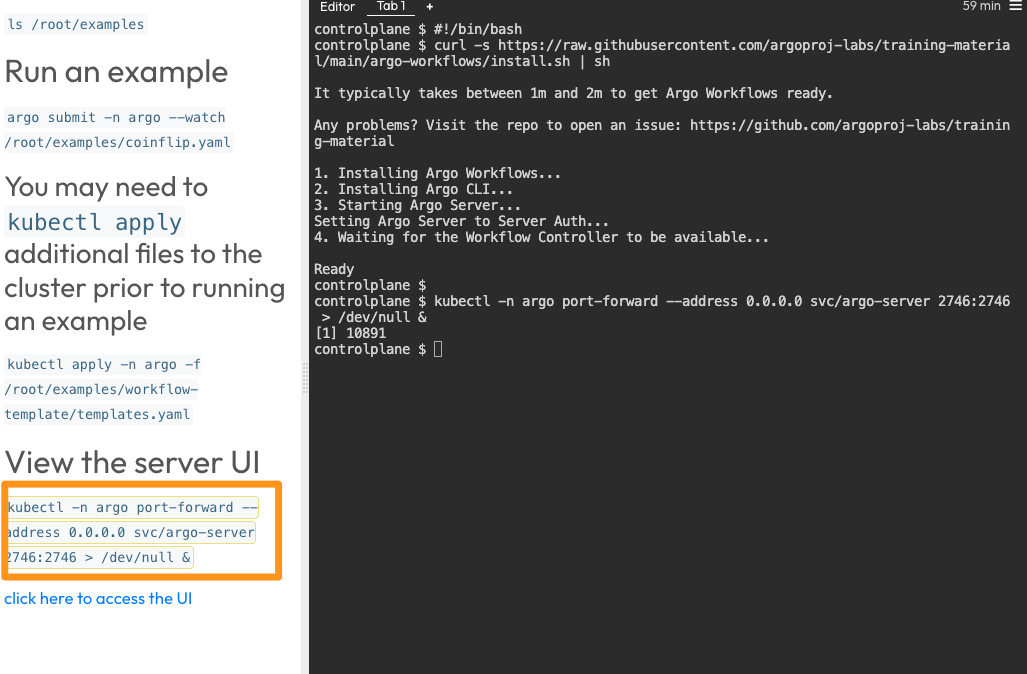 ls /root/examples
Run an example
argo submit -n argo --watch
/root/examples/coinflip.yaml
You may need to
kubectl apply
additional files to the
cluster prior to running
an example
kubectl apply -n argo -f
/root/examples/workflow-
template/templates.yaml
View the server UI
kubectl -n argo port-forward --
address 0.0.0.0 svc/argo-server
2746:2746 > /dev/null &
click here to access the UI
Editor Tab 1 + 59 min
controlplane $ #!/bin/bash
controlplane $ curl -s https://raw.githubusercontent.com/argoproj-labs/training-materia
l/main/argo-workflows/install.sh | sh
It typically takes between 1m and 2m to get Argo Workflows ready.
Any problems? Visit the repo to open an issue: https://github.com/argoproj-labs/trainin
g-material
1. Installing Argo Workflows...
2. Installing Argo CLI...
3. Starting Argo Server...
Setting Argo Server to Server Auth...
4. Waiting for the Workflow Controller to be available...
Ready
controlplane $
controlplane $ kubectl -n argo port-forward --address 0.0.0.0 svc/argo-server 2746:2746
> /dev/null &
[1] 10891
controlplane $